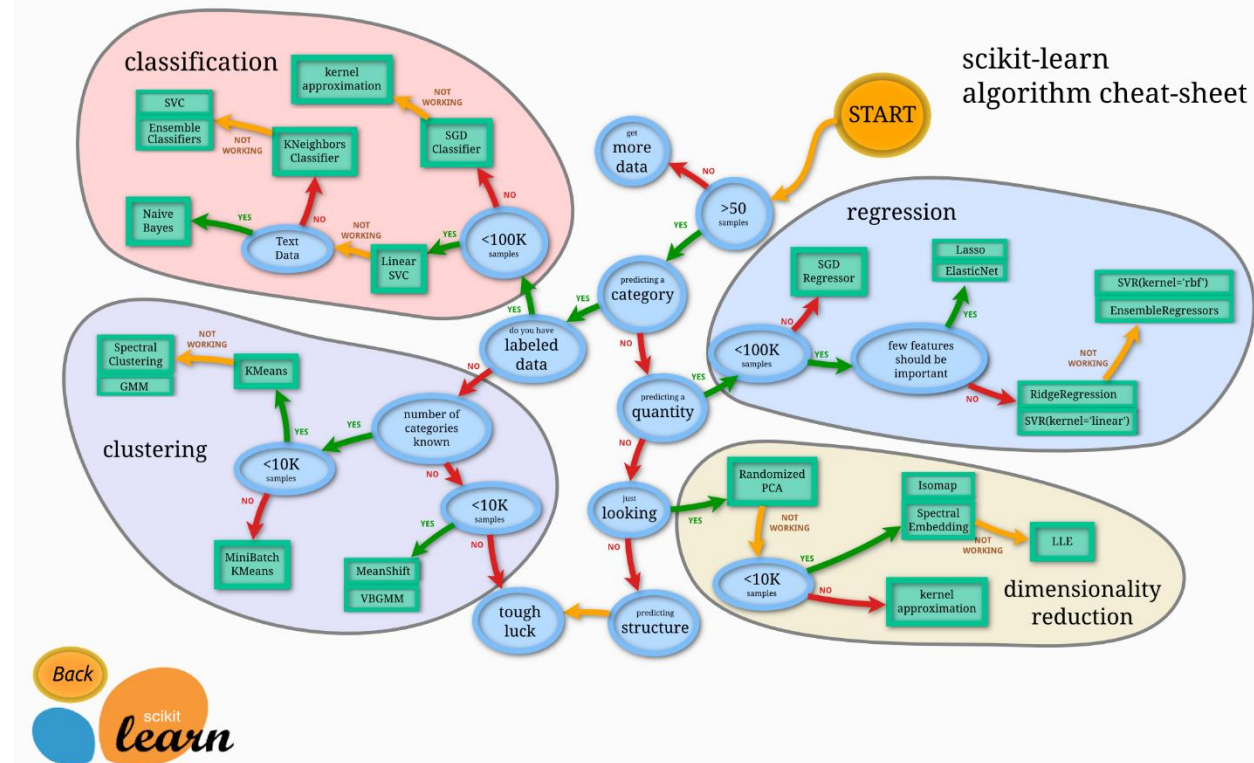 scikit-learn
algorithm cheat-sheet
START
>50
samples
NO
get
more
data
YES
predicting a
category
YES
do you have
labeled
data
YES
NO
NO
classification
<100K
samples
YES
NO
SGD
Classifier
NOT
WORKING
kernel
approximation
Linear
SVC
NOT
WORKING
Text
Data
YES
Naive
Bayes
NO
KNeighbors
Classifier
NOT
WORKING
SVC
Ensemble
Classifiers
clustering
number of
categories
known
YES
NO
<10K
samples
YES
KMeans
NOT
WORKING
Spectral
Clustering
GMM
NO
MiniBatch
KMeans
<10K
samples
YES
MeanShift
VBGMM
NO
tough
luck
predicting a
quantity
YES
NO
regression
<100K
samples
NO
SGD
Regressor
YES
few features
should be
important
YES
Lasso
ElasticNet
NO
RidgeRegression
SVR(kernel='linear')
NOT
WORKING
SVR(kernel='rbf')
EnsembleRegressors
just
looking
YES
NO
predicting
structure
dimensionality
reduction
Randomized
PCA
NOT
WORKING
<10K
samples
YES
Isomap
Spectral
Embedding
NOT
WORKING
LLE
NO
kernel
approximation
Back
scikit
learn